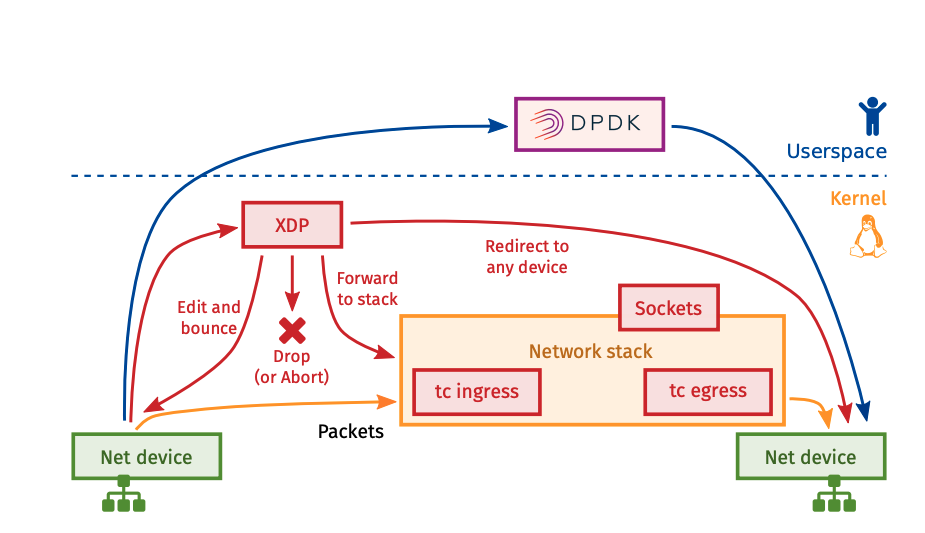 DPDK
Userspace
Kernel
XDP
Redirect to
any device
Forward
to stack
Edit and
bounce
Drop
(or Abort)
Sockets
Network stack
tc ingress
tc egress
Packets
Net device
Net device